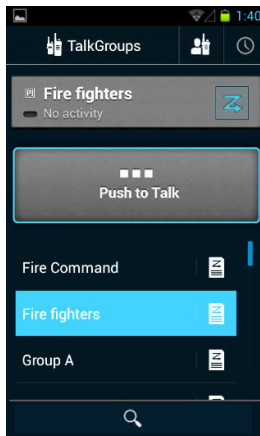 1:40
TalkGroups
Fire fighters
No activity
Push to Talk
Fire Command
Fire fighters
Group A